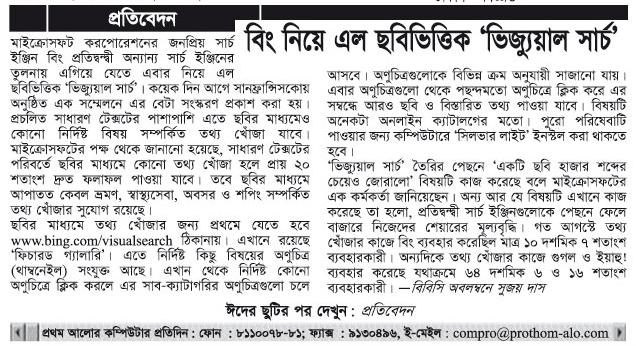 প্রতিবেদন
বিং নিয়ে এল ছবিভিত্তিক ‘ভিজ্যুয়াল সার্চ’
মাইক্রোসফট করপোরেশনের জনপ্রিয় সার্চ
ইঞ্জিন বিং প্রতিদ্বন্দ্বী অন্যান্য সার্চ ইঞ্জিনের
তুলনায় এগিয়ে যেতে এবার নিয়ে এল
ছবিভিত্তিক ‘ভিজ্যুয়াল সার্চ’। কয়েক দিন আগে সানফ্রান্সিসকোয়
অনুষ্ঠিত এক সম্মেলনে এর বেটা সংস্করণ প্রকাশ করা হয়।
প্রচলিত সাধারণ টেক্সটের পাশাপাশি এতে ছবির মাধ্যমেও
কোনো নির্দিষ্ট বিষয় সম্পর্কিত তথ্য খোঁজা যাবে।
মাইক্রোসফটের পক্ষ থেকে জানানো হয়েছে, সাধারণ টেক্সটের
পরিবর্তে ছবির মাধ্যমে কোনো তথ্য খোঁজা হলে প্রায় ২০
শতাংশ দ্রুত ফলাফল পাওয়া যাবে। তবে ছবির মাধ্যমে
আপাতত কেবল ভ্রমণ, স্বাস্থ্যসেবা, অবসর ও শপিং সম্পর্কিত
তথ্য খোঁজার সুযোগ রয়েছে।
ছবির মাধ্যমে তথ্য খোঁজার জন্য প্রথমে যেতে হবে
www.bing.com/visualsearch ঠিকানায়। এখানে রয়েছে
‘ফিচারড গ্যালারি’। এতে নির্দিষ্ট কিছু বিষয়ের অণুচিত্র
(থাম্বনেইল) সংযুক্ত আছে। এখান থেকে নির্দিষ্ট কোনো
অণুচিত্রে ক্লিক করলে এর সাব-ক্যাটাগরির অণুচিত্রগুলো চলে
আসবে। অণুচিত্রগুলোকে বিভিন্ন ক্রম অনুযায়ী সাজানো যায়।
এবার অণুচিত্রগুলো থেকে পছন্দমতো অণুচিত্রে ক্লিক করে এর
সম্বন্ধে আরও ছবি ও বিস্তারিত তথ্য পাওয়া যাবে। বিষয়টি
অনেকটা অনলাইন ক্যাটালগের মতো। পুরো পরিষেবাটি
পাওয়ার জন্য কম্পিউটারে ‘সিলভার লাইট’ ইনস্টল করা থাকতে
হবে।
‘ভিজ্যুয়াল সার্চ’ তৈরির পেছনে ‘একটি ছবি হাজার শব্দের
চেয়েও জোরালো’ বিষয়টি কাজ করেছে বলে মাইক্রোসফটের
এক কর্মকর্তা জানিয়েছেন। অন্য আর যে বিষয়টি এখানে কাজ
করেছে তা হলো, প্রতিদ্বন্দ্বী সার্চ ইঞ্জিনগুলোকে পেছনে ফেলে
বাজারে নিজেদের শেয়ারের মূল্যবৃদ্ধি। গত আগস্টে তথ্য
খোঁজার কাজে বিং ব্যবহার করেছিল মাত্র ১০ দশমিক ৭ শতাংশ
ব্যবহারকারী। অন্যদিকে তথ্য খোঁজার কাজে গুগল ও ইয়াহু!
ব্যবহার করেছে যথাক্রমে ৬৪ দশমিক ৬ ও ১৬ শতাংশ
ব্যবহারকারী। —বিবিসি অবলম্বনে সুজয় দাস
ঈদের ছুটির পর দেখুন : প্রতিবেদন
প্রথম আলোর কম্পিউটার প্রতিদিন : ফোন : ৮১১০০৭৮-৮১; ফ্যাক্স : ৯১৩০৪৯৬, ই-মেইল : compro@prothom-alo.com